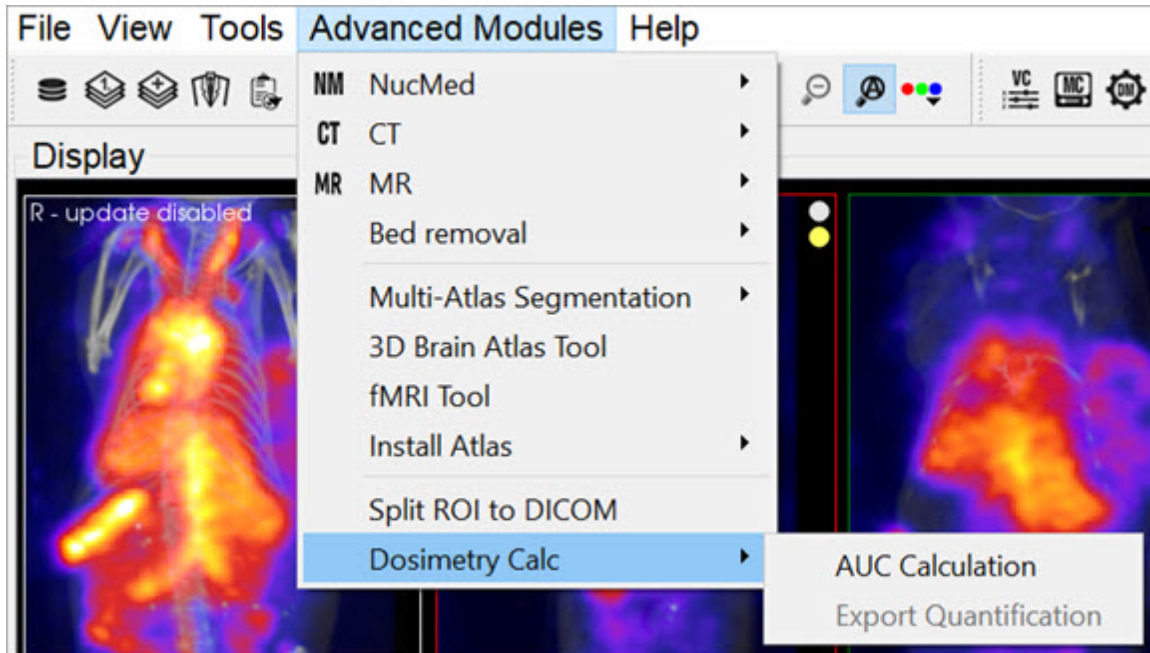 File View Tools Advanced Modules Help
NM NucMed
CT CT
MR MR
Bed removal
Multi-Atlas Segmentation
3D Brain Atlas Tool
fMRI Tool
Install Atlas
Split ROI to DICOM
Dosimetry Calc
AUC Calculation
Export Quantification
1 A VC MC DM
Display
R - update disabled